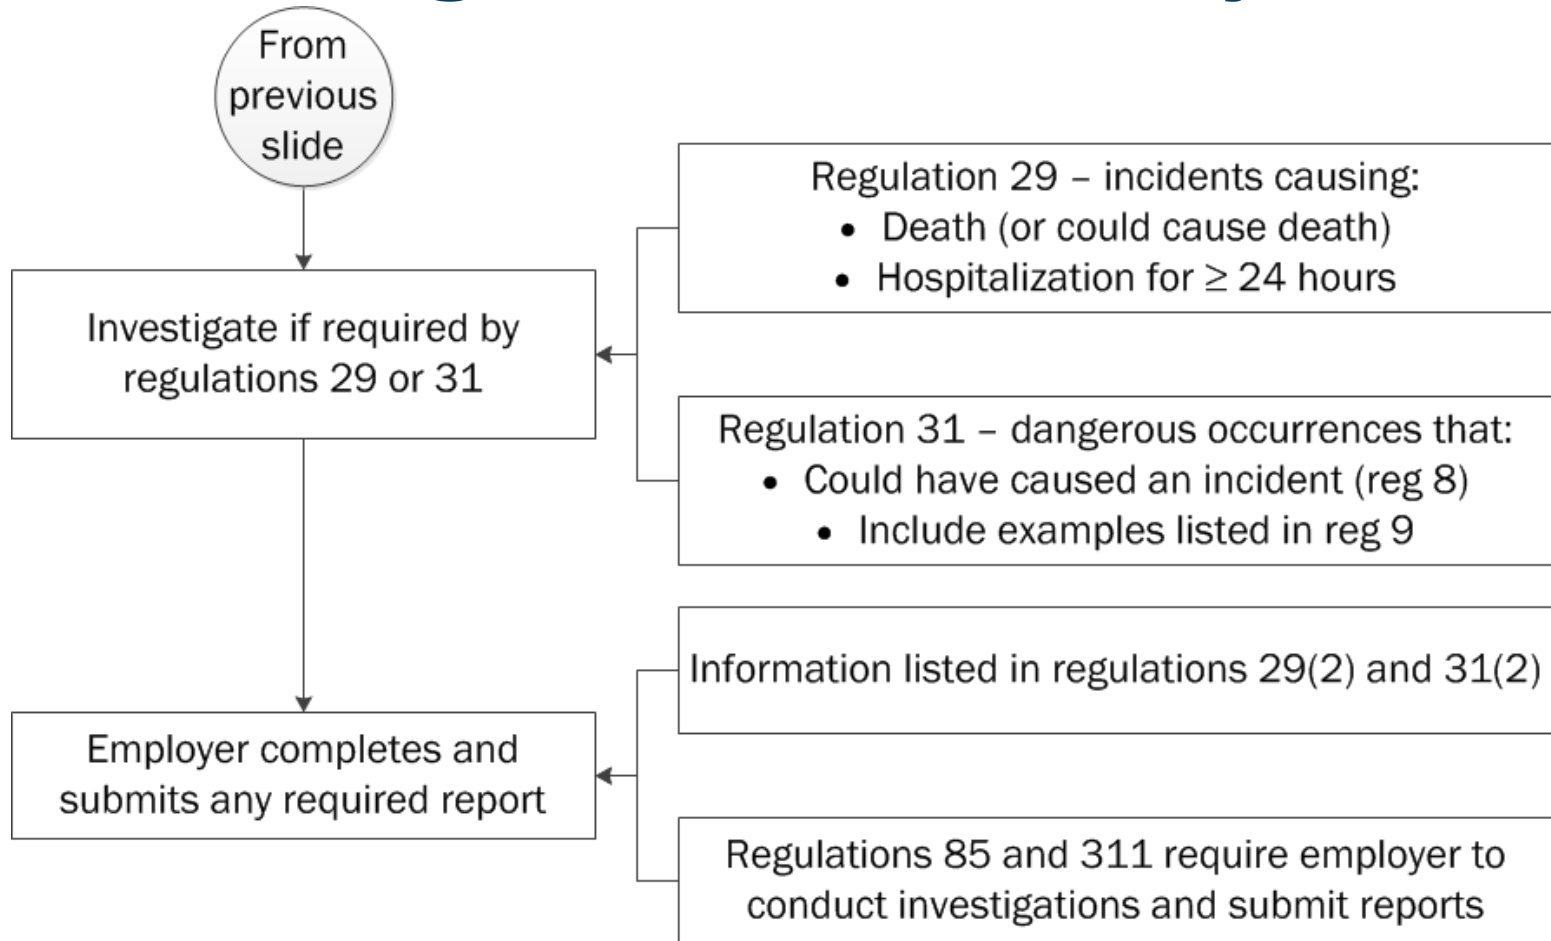 From
previous
slide
Investigate if required by
regulations 29 or 31
Regulation 29 – incidents causing:
• Death (or could cause death)
• Hospitalization for ≥ 24 hours
Regulation 31 – dangerous occurrences that:
• Could have caused an incident (reg 8)
• Include examples listed in reg 9
Employer completes and
submits any required report
Information listed in regulations 29(2) and 31(2)
Regulations 85 and 311 require employer to
conduct investigations and submit reports